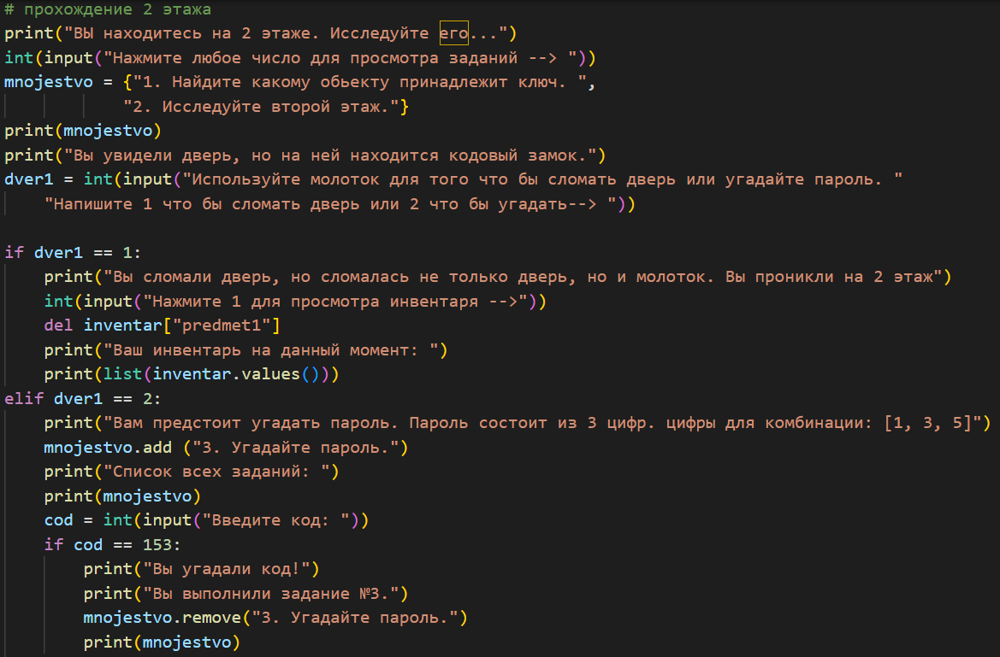 # прохождение 2 этажа
print("ВЫ находитесь на 2 этаже. Исследуйте его...")
int(input("Нажмите любое число для просмотра заданий --> "))
mnojestvo = {"1. Найдите какому обьекту принадлежит ключ. ",
            "2. Исследуйте второй этаж."}
print(mnojestvo)
print("Вы увидели дверь, но на ней находится кодовый замок.")
dver1 = int(input("Используйте молоток для того что бы сломать дверь или угадайте пароль. "
    "Напишите 1 что бы сломать дверь или 2 что бы угадать--> "))

if dver1 == 1:
    print("Вы сломали дверь, но сломалась не только дверь, но и молоток. Вы проникли на 2 этаж")
    int(input("Нажмите 1 для просмотра инвентаря -->"))
    del inventar["predmet1"]
    print("Ваш инвентарь на данный момент: ")
    print(list(inventar.values()))
elif dver1 == 2:
    print("Вам предстоит угадать пароль. Пароль состоит из 3 цифр. цифры для комбинации: [1, 3, 5]")
    mnojestvo.add ("3. Угадайте пароль.")
    print("Список всех заданий: ")
    print(mnojestvo)
    cod = int(input("Введите код: "))
    if cod == 153:
        print("Вы угадали код!")
        print("Вы выполнили задание №3.")
        mnojestvo.remove("3. Угадайте пароль.")
        print(mnojestvo)